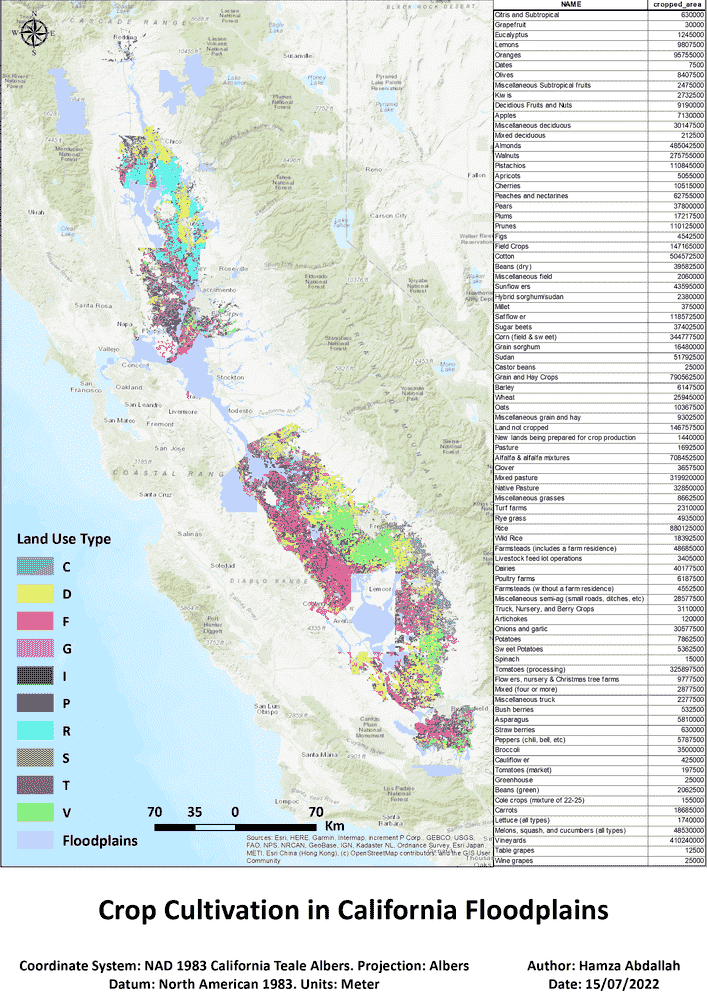 NAME cropped_area
Citris and Subtropical 630000
Grapefruit 30000
Eucalyptus 1245000
Lemons 9807500
Oranges 95755000
Dates 7500
Olives 8407500
Miscellaneous Subtropical fruits 2475000
Kiwis 2732500
Decidious Fruits and Nuts 9190000
Apples 7130000
Miscellaneous deciduous 30147500
Mixed deciduous 212500
Almonds 485042500
Walnuts 275755000
Pistachios 110845000
Apricots 5055000
Cherries 10515000
Peaches and nectarines 62755000
Pears 37800000
Plums 17217500
Prunes 110125000
Figs 4542500
Field Crops 147165000
Cotton 504572500
Beans (dry) 39582500
Miscellaneous field 2060000
Sunflowers 43595000
Hybrid sorghum/sudan 2380000
Millet 375000
Safflower 118572500
Sugar beets 37402500
Corn (field & sweet) 344777500
Grain sorghum 16480000
Sudan 51792500
Castor beans 25000
Grain and Hay Crops 790562500
Barley 6147500
Wheat 25945000
Oats 10367500
Miscellaneous grain and hay 9302500
Land not cropped 146757500
New lands being prepared for crop production 1440000
Pasture 1692500
Alfalfa & alfalfa mixtures 708452500
Clover 3657500
Mixed pasture 319920000
Native Pasture 32850000
Miscellaneous grasses 8662500
Turf farms 2310000
Rye grass 4935000
Rice 880125000
Wild Rice 18392500
Farmsteads (includes a farm residence) 48685000
Livestock feed lot operations 3405000
Dairies 40177500
Poultry farms 6187500
Farmsteads (without a farm residence) 4552500
Miscellaneous semi-ag (small roads, ditches, etc) 28577500
Truck, Nursery, and Berry Crops 3110000
Artichokes 120000
Onions and garlic 30577500
Potatoes 7862500
Sweet Potatoes 5362500
Spinach 15000
Tomatoes (processing) 325897500
Flowers, nursery & Christmas tree farms 9777500
Mixed (four or more) 2877500
Miscellaneous truck 2277500
Bush berries 532500
Asparagus 5810000
Strawberries 630000
Peppers (chili, bell, etc) 5787500
Broccoli 3500000
Cauliflower 425000
Tomatoes (market) 197500
Greenhouse 25000
Beans (green) 2062500
Cole crops (mixture of 22-25) 155000
Carrots 18685000
Lettuce (all types) 1740000
Melons, squash, and cucumbers (all types) 48530000
Vineyards 410240000
Table grapes 12500
Wine grapes 25000
N
W E
S
CASCADE RANGE
BLACK ROCK DESERT
Redding
Susanville
Chico
Reno
Fallon
Ukiah
Carson City
Lake Tahoe
Roseville
Sacramento
Santa Rosa
Napa
Vallejo
Concord
San Francisco
Oakland
Stockton
San Leandro
Livermore
San Mateo
Fremont
Modesto
San Jose
COASTAL RANGE
Santa Cruz
Salinas
Soledad
DIABLO RANGE
Lemoore
San Luis Obispo
Santa Maria
Lompoc
Santa Barbara
Land Use Type
C
D
F
G
I
P
R
S
T
V
Floodplains
70 35 0 70
Km
Sources: Esri, HERE, Garmin, Intermap, increment P Corp., GEBCO, USGS,
FAO, NPS, NRCAN, GeoBase, IGN, Kadaster NL, Ordnance Survey, Esri Japan,
METI, Esri China (Hong Kong), (c) OpenStreetMap contributors, and the GIS User
Community
Crop Cultivation in California Floodplains
Coordinate System: NAD 1983 California Teale Albers. Projection: Albers
Datum: North American 1983. Units: Meter
Author: Hamza Abdallah
Date: 15/07/2022